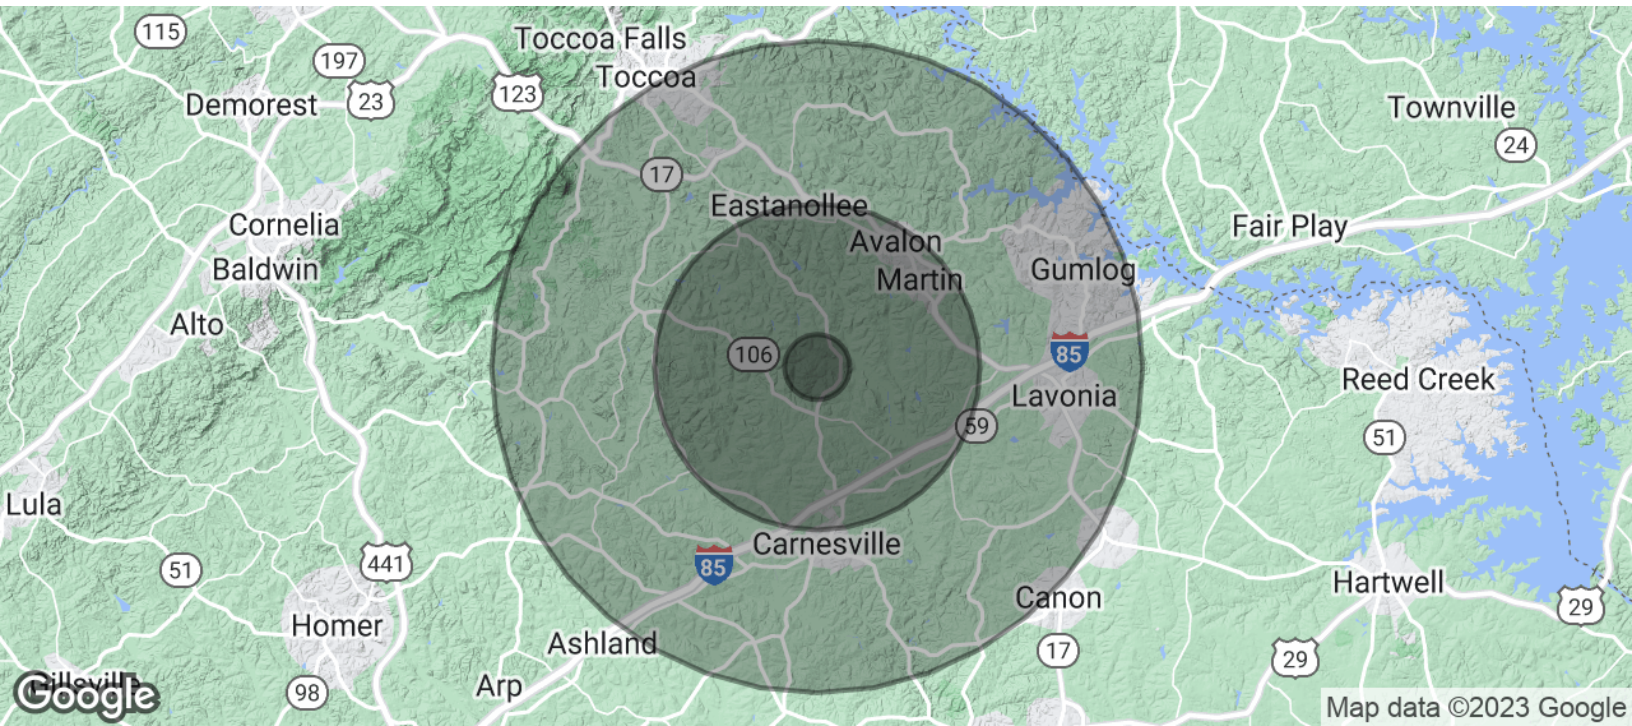 115
Toccoa Falls
197
Toccoa
123
23
Demorest
Townville
24
17
Eastanollee
Cornelia
Fair Play
Avalon
Baldwin
Martin
Gumlog
Alto
106
85
Reed Creek
Lavonia
59
51
Lula
Carnesville
441
85
51
Hartwell
Canon
29
Homer
Ashland
17
29
Arp
98
Gillsville
Google
Map data ©2023 Google